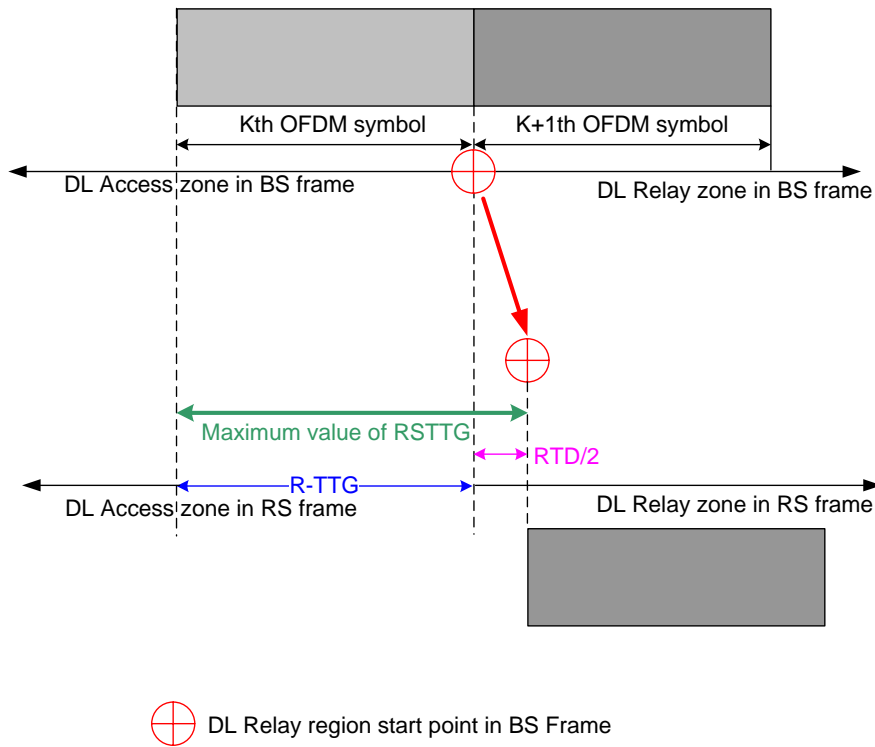 Kth OFDM symbol
K+1th OFDM symbol
DL Access zone in BS frame
DL Relay zone in BS frame
Maximum value of RSTTG
RTD/2
R-TTG
DL Access zone in RS frame
DL Relay zone in RS frame
DL Relay region start point in BS Frame